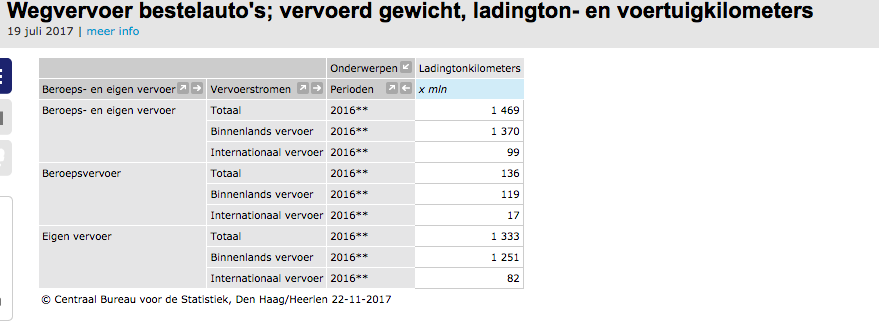 Wegvervoer bestelauto's; vervoerd gewicht, ladington- en voertuigkilometers
19 juli 2017 | meer info
Onderwerpen Ladingtonkilometers
Beroeps- en eigen vervoer Vervoerstromen Perioden x mln
Beroeps- en eigen vervoer Totaal 2016** 1 469
Binnenlands vervoer 2016** 1 370
Internationaal vervoer 2016** 99
Beroepsvervoer Totaal 2016** 136
Binnenlands vervoer 2016** 119
Internationaal vervoer 2016** 17
Eigen vervoer Totaal 2016** 1 333
Binnenlands vervoer 2016** 1 251
Internationaal vervoer 2016** 82
© Centraal Bureau voor de Statistiek, Den Haag/Heerlen 22-11-2017